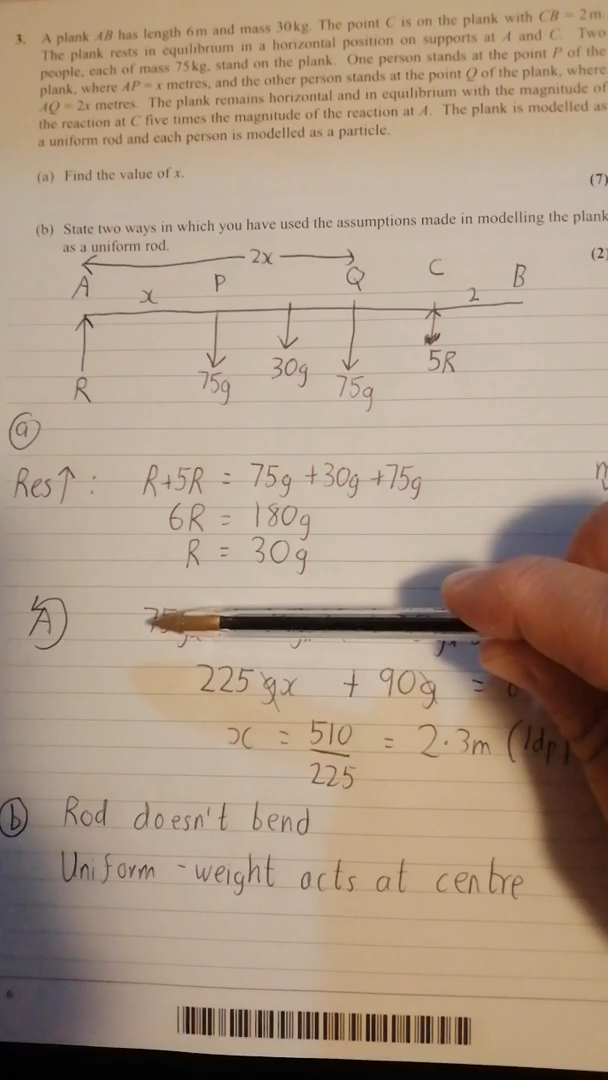 3. A plank AB has length 6 m and mass 30 kg. The point C is on the plank with CB = 2 m.
The plank rests in equilibrium in a horizontal position on supports at A and C. Two
people, each of mass 75 kg, stand on the plank. One person stands at the point P of the
plank, where AP = x metres, and the other person stands at the point Q of the plank, where
AQ = 2x metres. The plank remains horizontal and in equilibrium with the magnitude of
the reaction at C five times the magnitude of the reaction at A. The plank is modelled as
a uniform rod and each person is modelled as a particle.
(a) Find the value of x.
(7)
(b) State two ways in which you have used the assumptions made in modelling the plank
as a uniform rod.
(2)
2x
A x P Q C 2 B
R 75g 30g 75g 5R
a
Res ↑ : R+5R = 75g +30g +75g
6R = 180g
R = 30g
A)
225gx + 90g =
x = 510/225 = 2.3m (1dp)
b Rod doesn't bend
Uniform - weight acts at centre
6